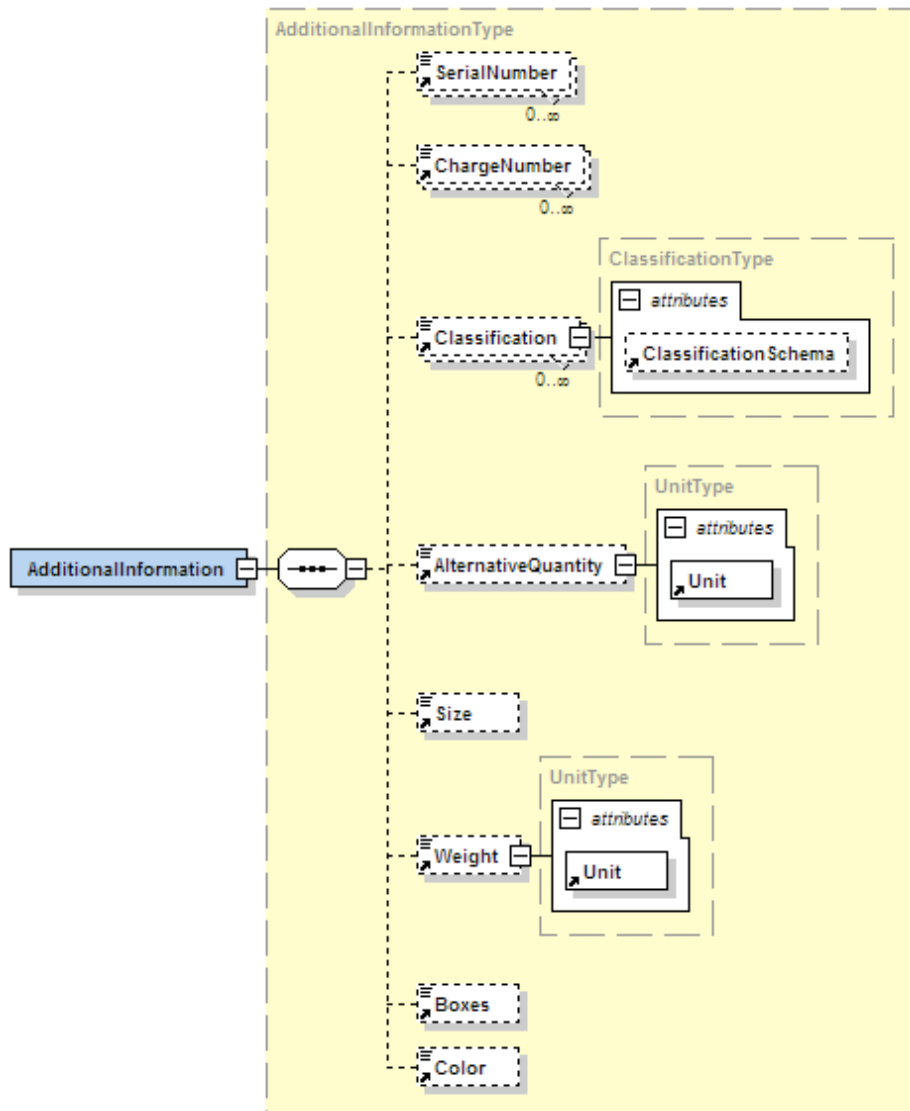 AdditionalInformationType
SerialNumber
0..∞
ChargeNumber
0..∞
ClassificationType
attributes
Classification
ClassificationSchema
0..∞
UnitType
attributes
AdditionalInformation
AlternativeQuantity
Unit
Size
UnitType
attributes
Weight
Unit
Boxes
Color